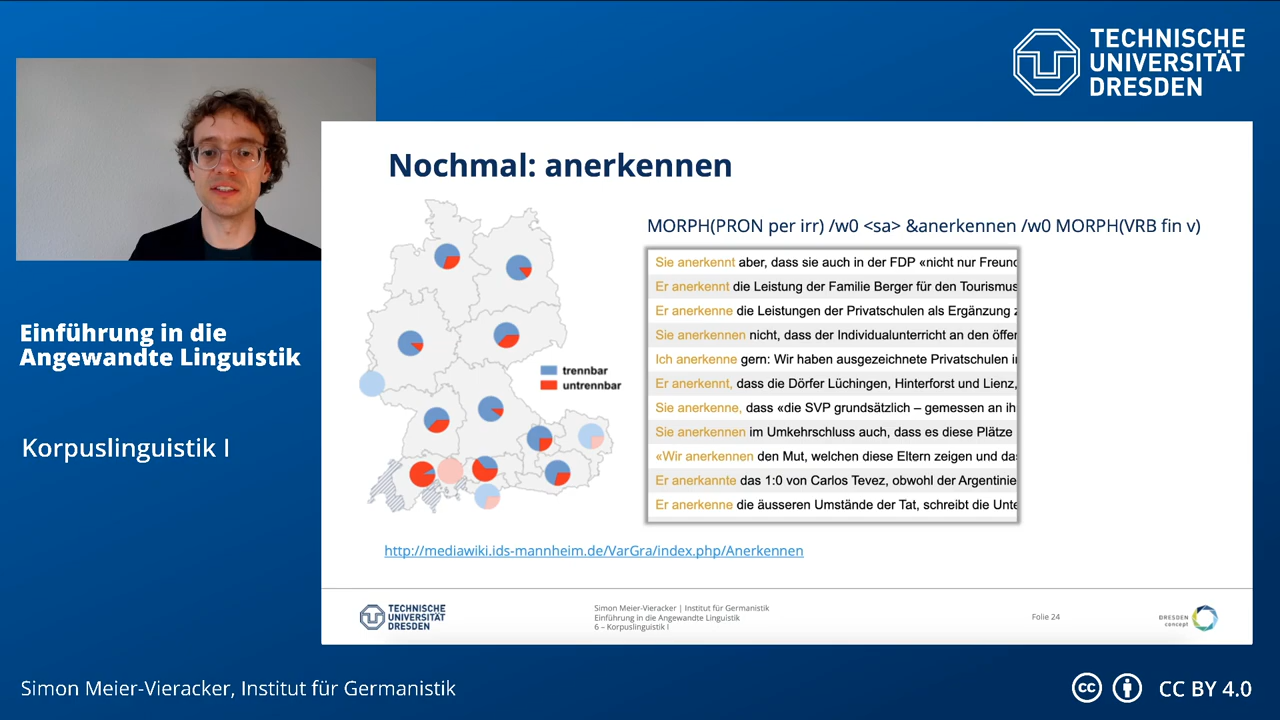 TECHNISCHE
UNIVERSITÄT
DRESDEN
Einführung in die
Angewandte Linguistik
Korpuslinguistik I
Nochmal: anerkennen
trennbar
untrennbar
MORPH(PRON per irr) /w0 <sa> &anerkennen /w0 MORPH(VRB fin v)
Sie anerkennt aber, dass sie auch in der FDP «nicht nur Freund
Er anerkennt die Leistung der Familie Berger für den Tourismus
Er anerkenne die Leistungen der Privatschulen als Ergänzung
Sie anerkennen nicht, dass der Individualunterricht an den öffen
Ich anerkenne gern: Wir haben ausgezeichnete Privatschulen
Er anerkennt, dass die Dörfer Lüchingen, Hinterforst und Lienz,
Sie anerkenne, dass «die SVP grundsätzlich – gemessen an ih
Sie anerkennen im Umkehrschluss auch, dass es diese Plätze
«Wir anerkennen den Mut, welchen diese Eltern zeigen und das
Er anerkannte das 1:0 von Carlos Tevez, obwohl der Argentinie
Er anerkenne die äusseren Umstände der Tat, schreibt die Unte
http://mediawiki.ids-mannheim.de/VarGra/index.php/Anerkennen
TECHNISCHE
UNIVERSITÄT
DRESDEN
Simon Meier-Vieracker | Institut für Germanistik
Einführung in die Angewandte Linguistik
6 – Korpuslinguistik I
Folie 24
DRESDEN
concept
Simon Meier-Vieracker, Institut für Germanistik
cc
CC BY 4.0